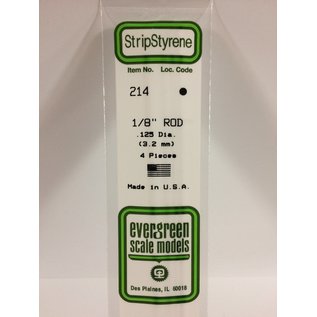 StripStyrene
Item No. Loc. Code
214
1/8" ROD
.125 Dia.
(3.2 mm)
4 Pieces
Made in U.S.A.
evergreen
scale models
Des Plaines, IL 60018